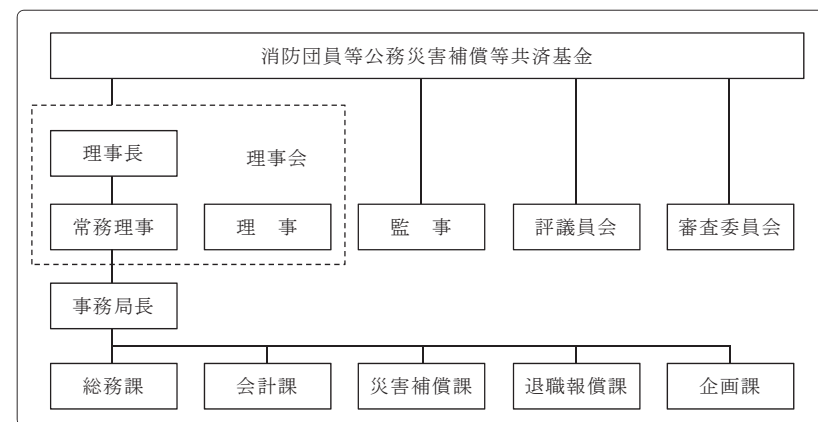 消防団員等公務災害補償等共済基金
理事長
理事会
常務理事
理　事
監　事
評議員会
審査委員会
事務局長
総務課
会計課
災害補償課
退職報償課
企画課